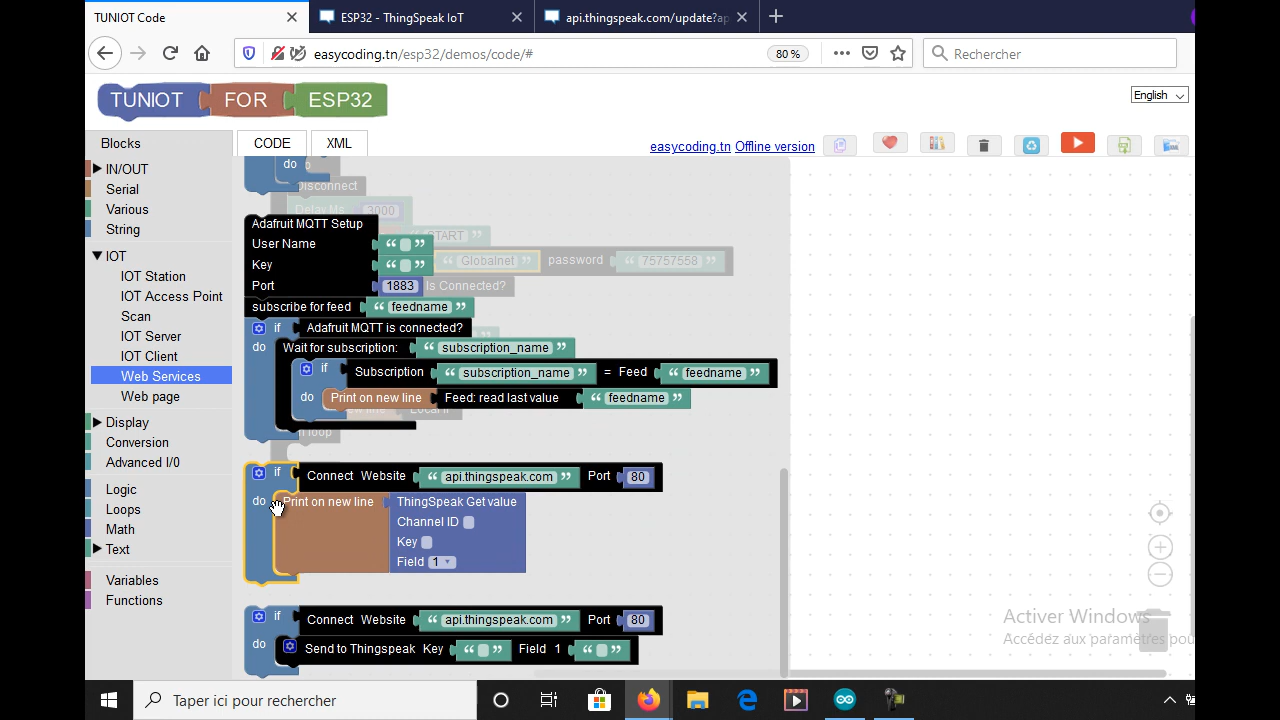 TUNIOT Code
ESP32 - ThingSpeak IoT
api.thingspeak.com/update?ap
easycoding.tn/esp32/demos/code/#
80 %
Rechercher
TUNIOT FOR ESP32
English
Blocks
CODE
XML
easycoding.tn Offline version
IN/OUT
Serial
Various
String
IOT
IOT Station
IOT Access Point
Scan
IOT Server
IOT Client
Web Services
Web page
Display
Conversion
Advanced I/0
Logic
Loops
Math
Text
Variables
Functions
do
Disconnect
Delay Ms 3000
START
Globalnet password 75757558
Is Connected?
Local
loop
Adafruit MQTT Setup
User Name “ ”
Key “ ”
Port 1883
subscribe for feed “ feedname ”
if Adafruit MQTT is connected?
do Wait for subscription: “ subscription_name ”
if Subscription “ subscription_name ” = Feed “ feedname ”
do Print on new line Feed: read last value “ feedname ”
if Connect Website “ api.thingspeak.com ” Port 80
do Print on new line ThingSpeak Get value
Channel ID
Key
Field 1
if Connect Website “ api.thingspeak.com ” Port 80
do Send to Thingspeak Key “ ” Field 1 “ ”
Activer Windows
Accédez aux paramètres pou
Taper ici pour rechercher